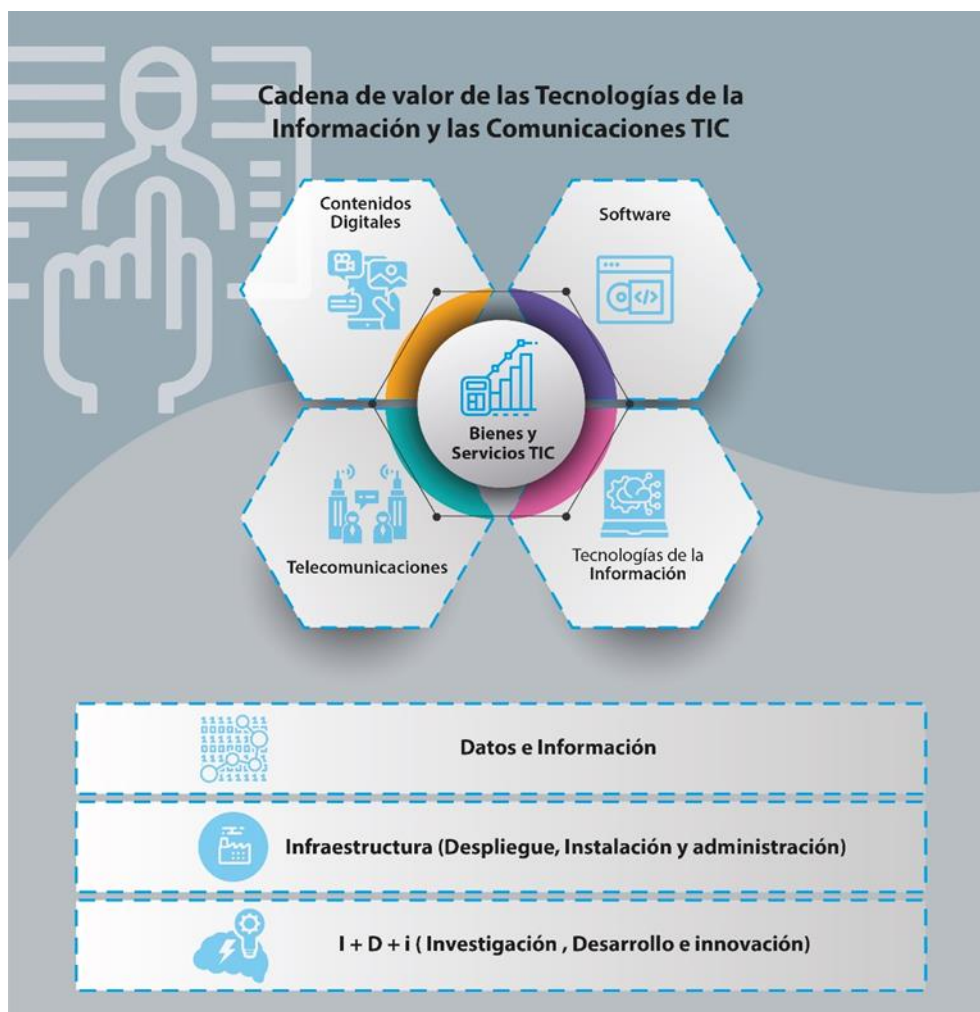 Cadena de valor de las Tecnologías de la
Información y las Comunicaciones TIC
Contenidos
Digitales
Software
</>
Bienes y
Servicios TIC
Telecomunicaciones
Tecnologías de la
Información
Datos e Información
Infraestructura (Despliegue, Instalación y administración)
I + D + i ( Investigación , Desarrollo e innovación)